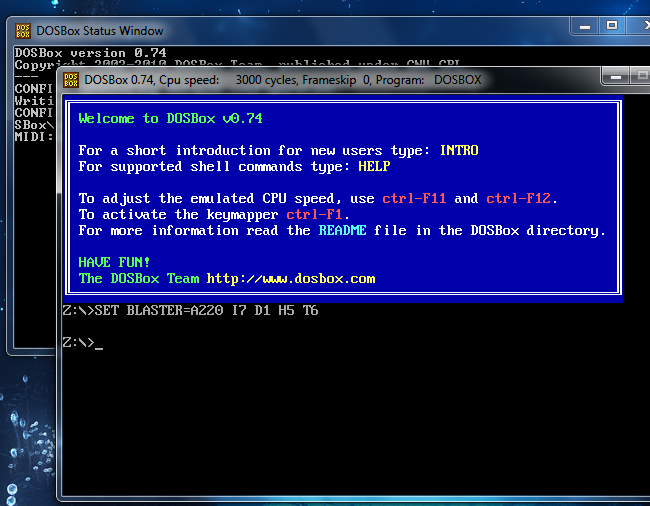 DOSBox Status Window
DOSBox version 0.74
Copyright 2002-2010 DOSBox Team, published under GNU GPL.
---
CONFI
Writi
CONFI
SBox\
MIDI:
DOSBox 0.74, Cpu speed: 3000 cycles, Frameskip 0, Program: DOSBOX
Welcome to DOSBox v0.74
For a short introduction for new users type: INTRO
For supported shell commands type: HELP
To adjust the emulated CPU speed, use ctrl-F11 and ctrl-F12.
To activate the keymapper ctrl-F1.
For more information read the README file in the DOSBox directory.
HAVE FUN!
The DOSBox Team http://www.dosbox.com
Z:\>SET BLASTER=A220 I7 D1 H5 T6
Z:\>_